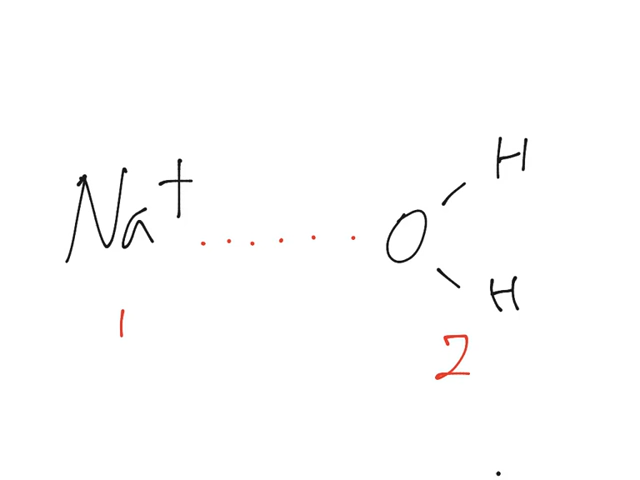 H
Na+ ...... O
H
1
2